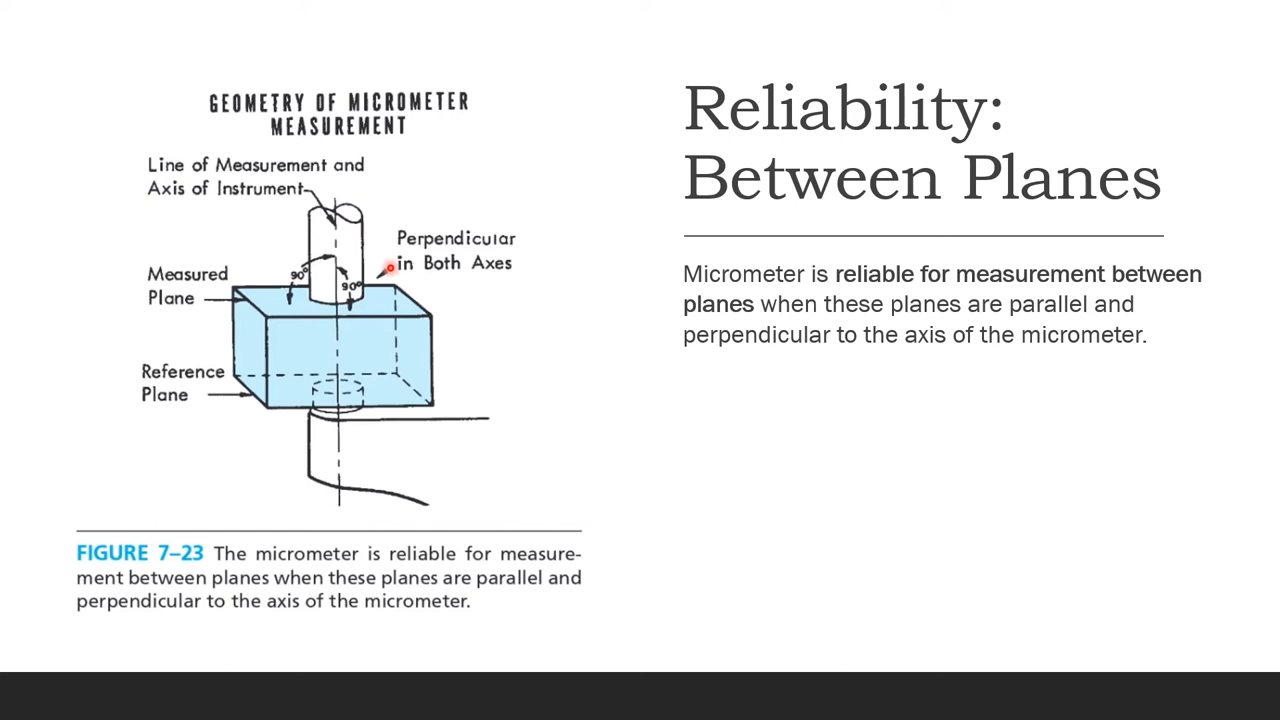 GEOMETRY OF MICROMETER
MEASUREMENT
Line of Measurement and
Axis of Instrument
Perpendicular
in Both Axes
90°
90°
Measured
Plane
Reference
Plane
FIGURE 7–23 The micrometer is reliable for measure-
ment between planes when these planes are parallel and
perpendicular to the axis of the micrometer.
Reliability:
Between Planes
Micrometer is reliable for measurement between
planes when these planes are parallel and
perpendicular to the axis of the micrometer.